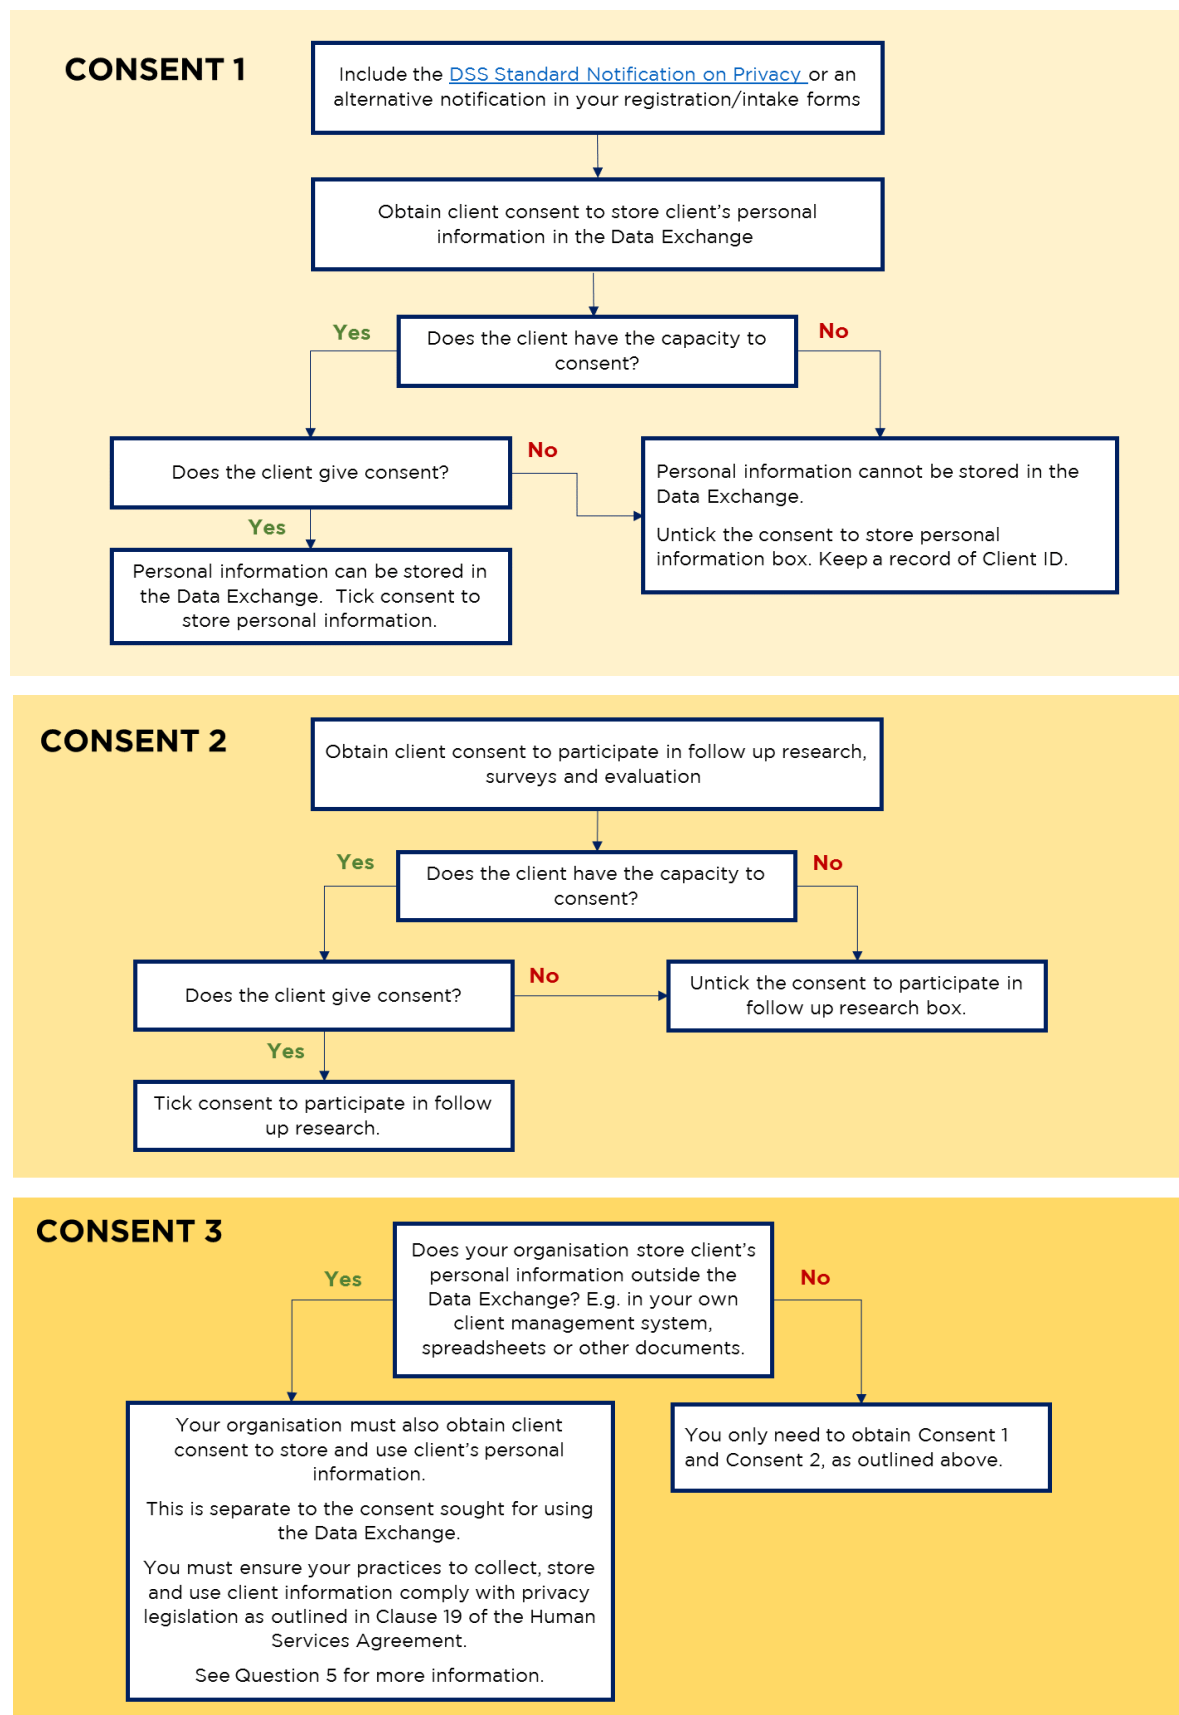 CONSENT 1
Include the DSS Standard Notification on Privacy or an
alternative notification in your registration/intake forms
Obtain client consent to store client's personal
information in the Data Exchange
Does the client have the capacity to
consent?
Yes
No
Does the client give consent?
No
Personal information cannot be stored in the
Data Exchange.
Untick the consent to store personal
information box. Keep a record of Client ID.
Yes
Personal information can be stored in
the Data Exchange. Tick consent to
store personal information.
CONSENT 2
Obtain client consent to participate in follow up research,
surveys and evaluation
Does the client have the capacity to
consent?
Yes
No
Does the client give consent?
No
Untick the consent to participate in
follow up research box.
Yes
Tick consent to participate in follow
up research.
CONSENT 3
Does your organisation store client's
personal information outside the
Data Exchange? E.g. in your own
client management system,
spreadsheets or other documents.
Yes
No
Your organisation must also obtain client
consent to store and use client's personal
information.
This is separate to the consent sought for using
the Data Exchange.
You must ensure your practices to collect, store
and use client information comply with privacy
legislation as outlined in Clause 19 of the Human
Services Agreement.
See Question 5 for more information.
You only need to obtain Consent 1
and Consent 2, as outlined above.